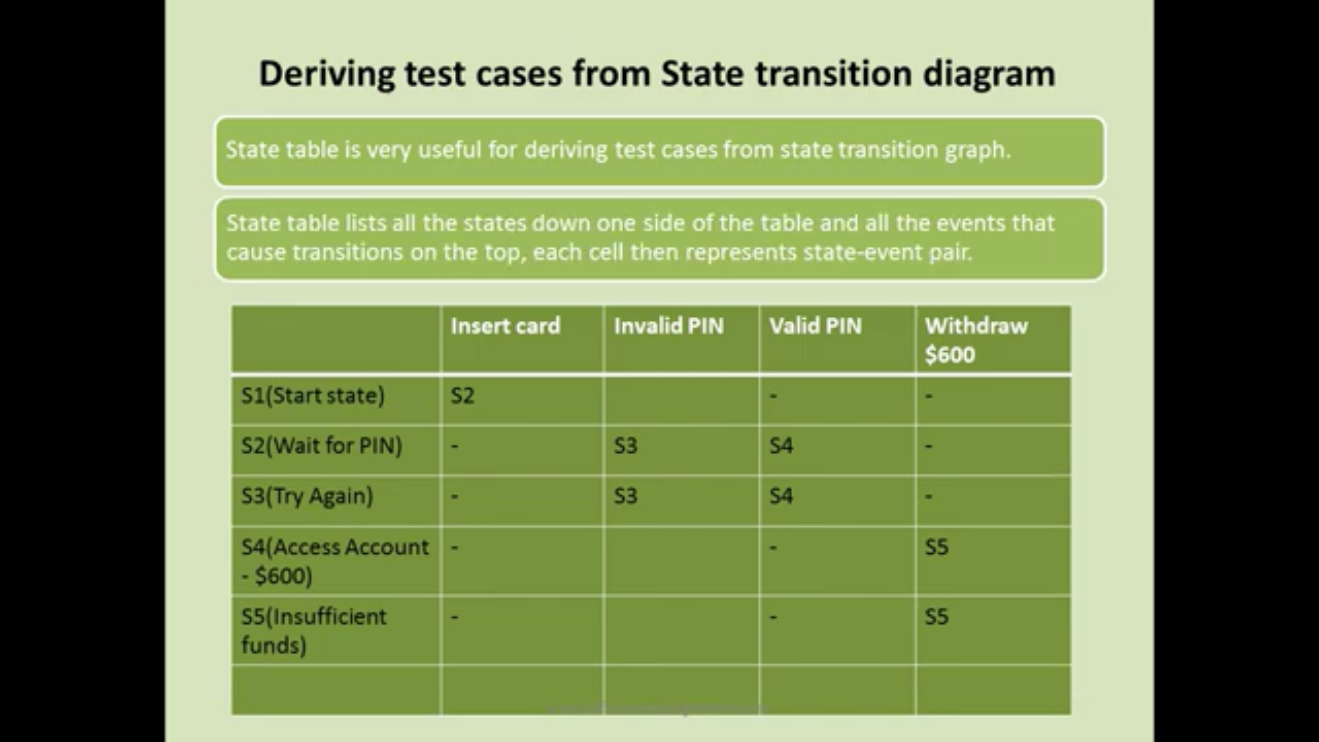 Deriving test cases from State transition diagram
State table is very useful for deriving test cases from state transition graph.
State table lists all the states down one side of the table and all the events that
cause transitions on the top, each cell then represents state-event pair.
Insert card Invalid PIN Valid PIN Withdraw
$600
S1(Start state) S2 - -
S2(Wait for PIN) - S3 S4 -
S3(Try Again) - S3 S4 -
S4(Access Account - - S5
- $600)
S5(Insufficient - - S5
funds)